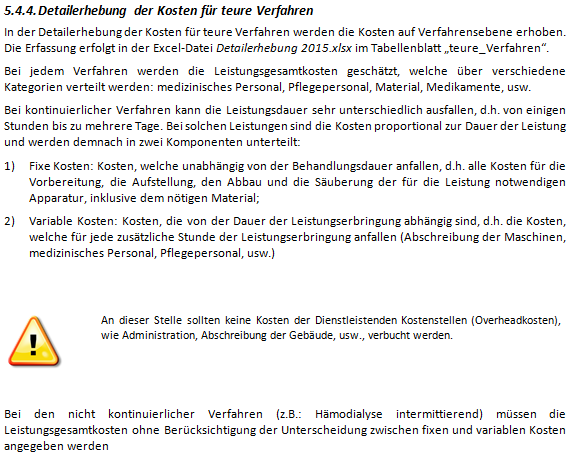 5.4.4. Detailerhebung der Kosten für teure Verfahren
In der Detailerhebung der Kosten für teure Verfahren werden die Kosten auf Verfahrensebene erhoben.
Die Erfassung erfolgt in der Excel-Datei Detailerhebung 2015.xlsx im Tabellenblatt „teure_Verfahren“.
Bei jedem Verfahren werden die Leistungsgesamtkosten geschätzt, welche über verschiedene
Kategorien verteilt werden: medizinisches Personal, Pflegepersonal, Material, Medikamente, usw.
Bei kontinuierlicher Verfahren kann die Leistungsdauer sehr unterschiedlich ausfallen, d.h. von einigen
Stunden bis zu mehrere Tage. Bei solchen Leistungen sind die Kosten proportional zur Dauer der Leistung
und werden demnach in zwei Komponenten unterteilt:
1) Fixe Kosten: Kosten, welche unabhängig von der Behandlungsdauer anfallen, d.h. alle Kosten für die
Vorbereitung, die Aufstellung, den Abbau und die Säuberung der für die Leistung notwendigen
Apparatur, inklusive dem nötigen Material;
2) Variable Kosten: Kosten, die von der Dauer der Leistungserbringung abhängig sind, d.h. die Kosten,
welche für jede zusätzliche Stunde der Leistungserbringung anfallen (Abschreibung der Maschinen,
medizinisches Personal, Pflegepersonal, usw.)
An dieser Stelle sollten keine Kosten der Dienstleistenden Kostenstellen (Overheadkosten),
wie Administration, Abschreibung der Gebäude, usw., verbucht werden.
Bei den nicht kontinuierlicher Verfahren (z.B.: Hämodialyse intermittierend) müssen die
Leistungsgesamtkosten ohne Berücksichtigung der Unterscheidung zwischen fixen und variablen Kosten
angegeben werden